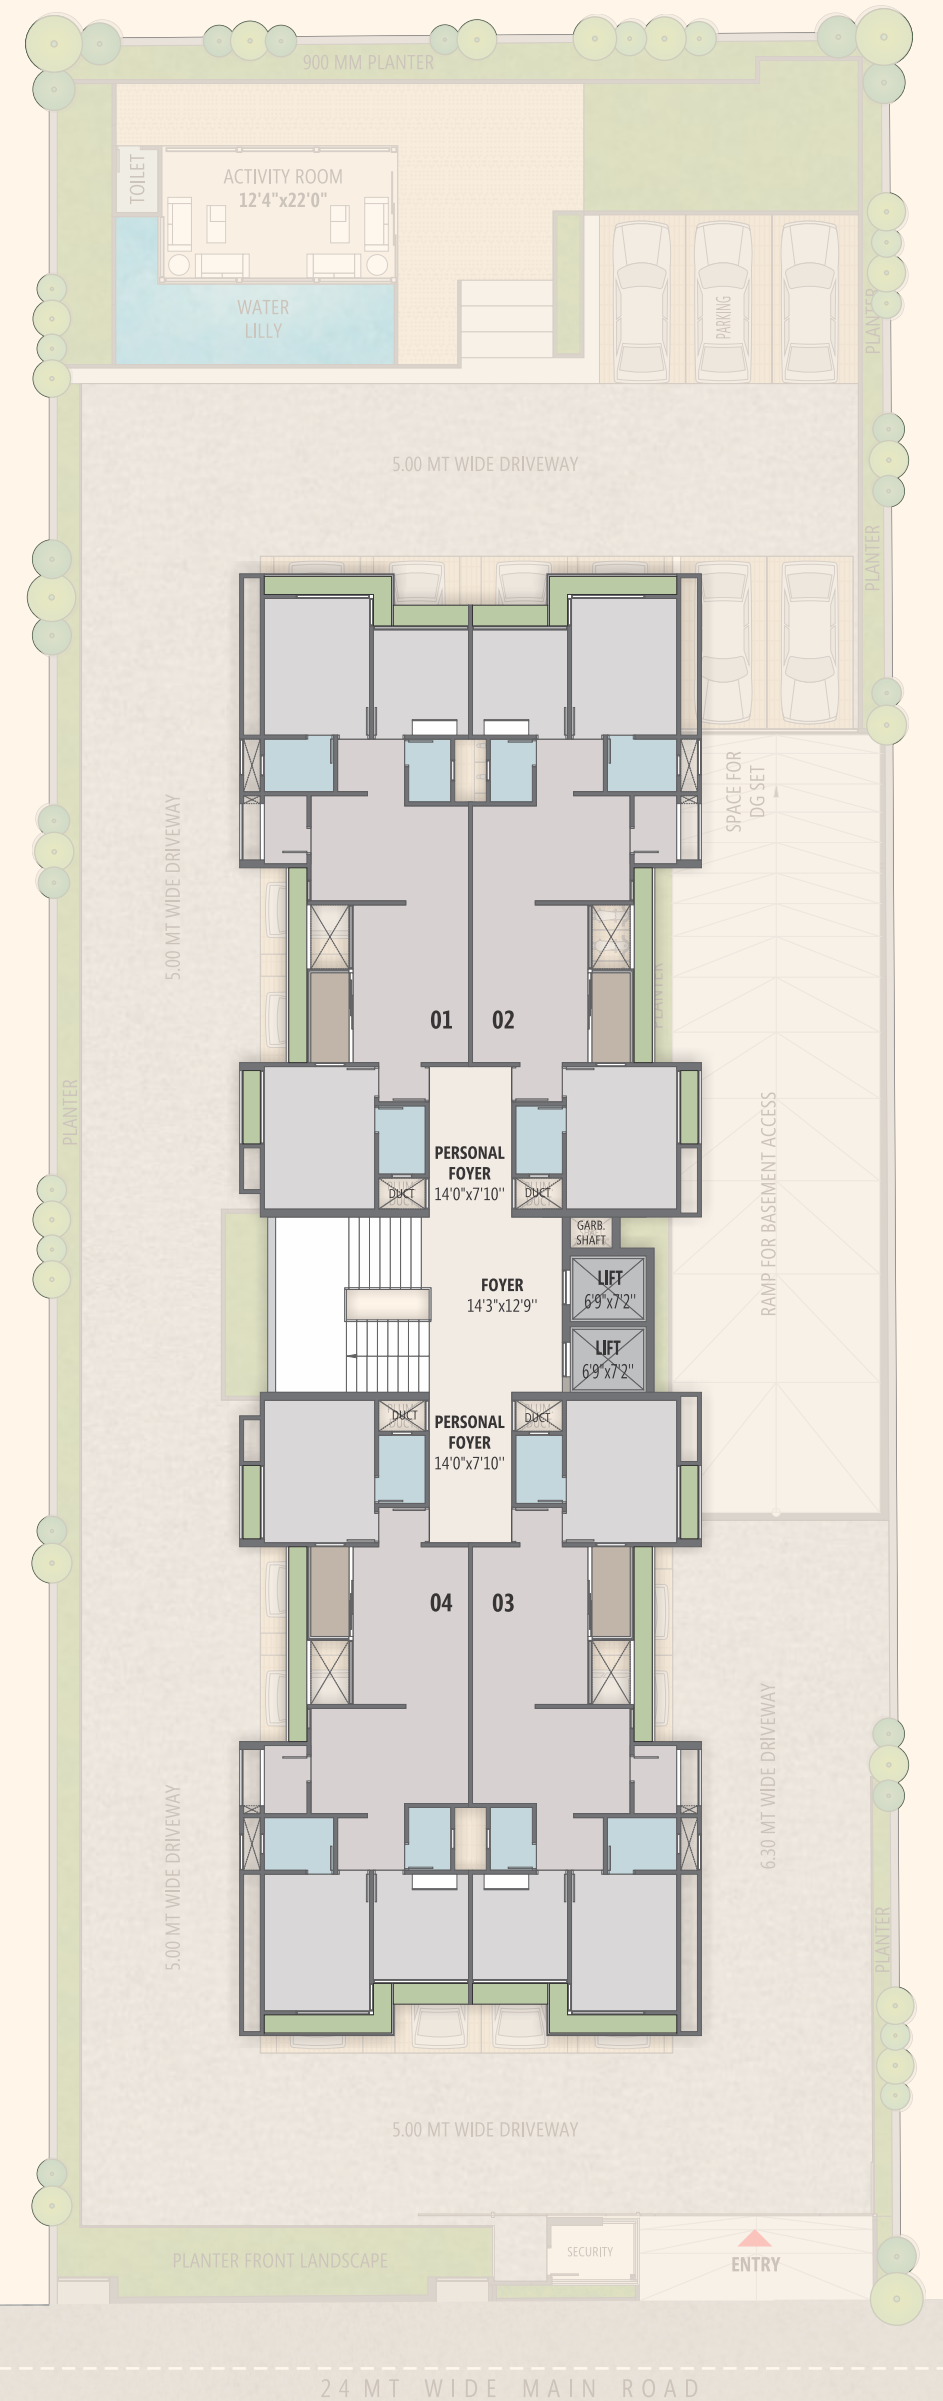 900 MM PLANTER
TOILET
ACTIVITY ROOM
12'4"x22'0"
WATER
LILLY
PARKING
PLANTER
5.00 MT WIDE DRIVEWAY
PLANTER
SPACE FOR
DG SET
5.00 MT WIDE DRIVEWAY
PLANTER
01
02
PLANTER
RAMP FOR BASEMENT ACCESS
PERSONAL
FOYER
14'0"x7'10"
DUCT
DUCT
GARB.
SHAFT
FOYER
14'3"x12'9"
LIFT
6'9"x7'2"
LIFT
6'9"x7'2"
DUCT
DUCT
PERSONAL
FOYER
14'0"x7'10"
04
03
5.00 MT WIDE DRIVEWAY
6.30 MT WIDE DRIVEWAY
PLANTER
5.00 MT WIDE DRIVEWAY
PLANTER FRONT LANDSCAPE
SECURITY
ENTRY
24 MT WIDE MAIN ROAD